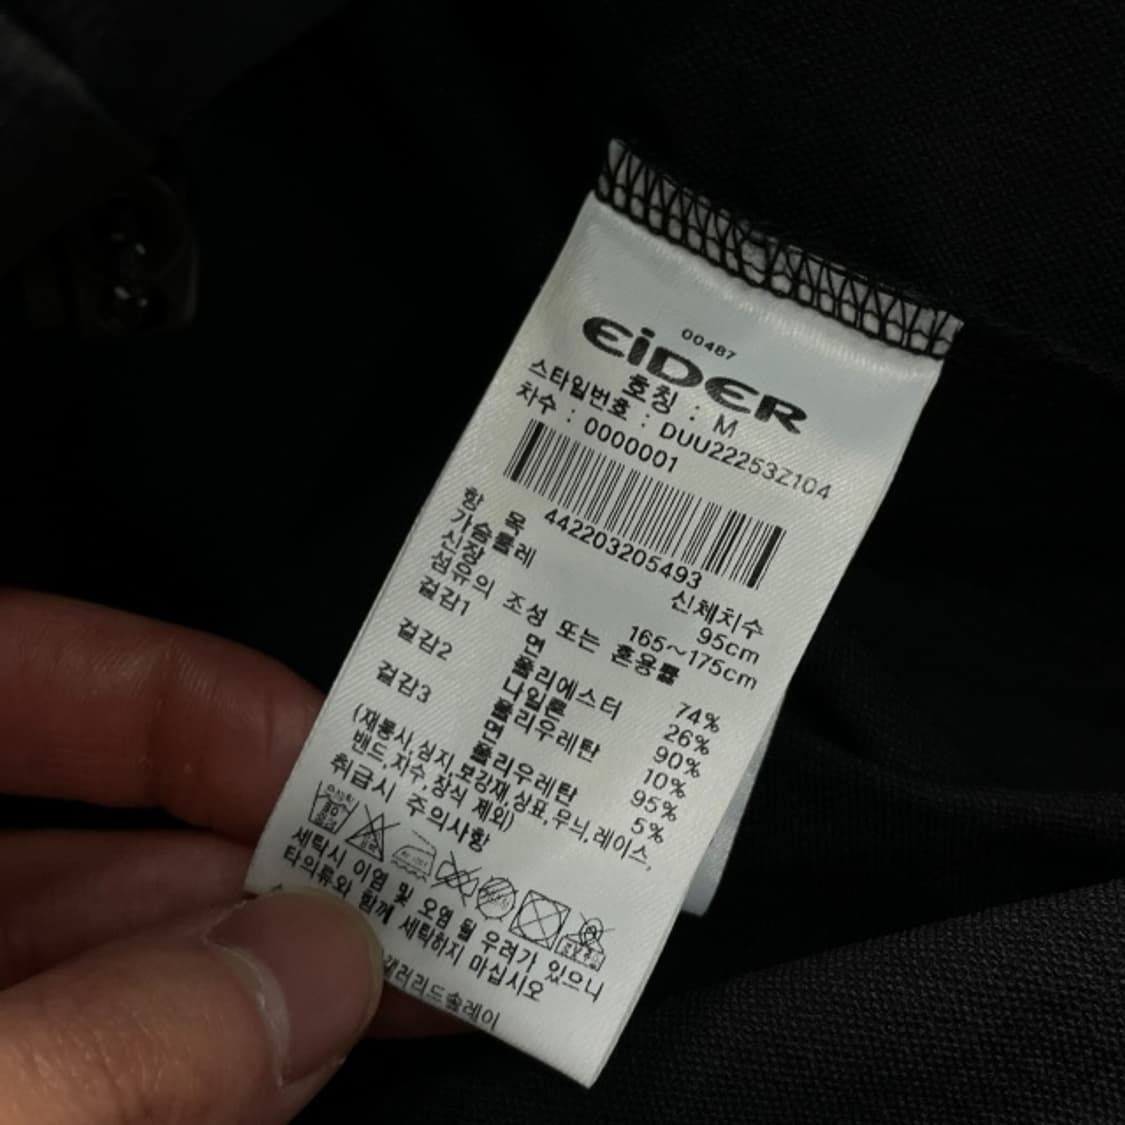 00487
EiDER
호칭 : M
스타일번호 : DUU22253Z104
차수 : 0000001
442203205493
항 목 신체치수
가슴둘레 95cm
신장 165~175cm
섬유의 조성 또는 혼용률
겉감1 면 74%
폴리에스터 26%
겉감2 나일론 90%
폴리우레탄 10%
겉감3 면 95%
폴리우레탄 5%
(재봉사,심지,보강재,상표,무늬,레이스,
밴드,자수,장식 제외)
취급시 주의사항
세탁시 이염 및 오염 될 우려가 있으니
타의류와 함께 세탁하지 마십시오